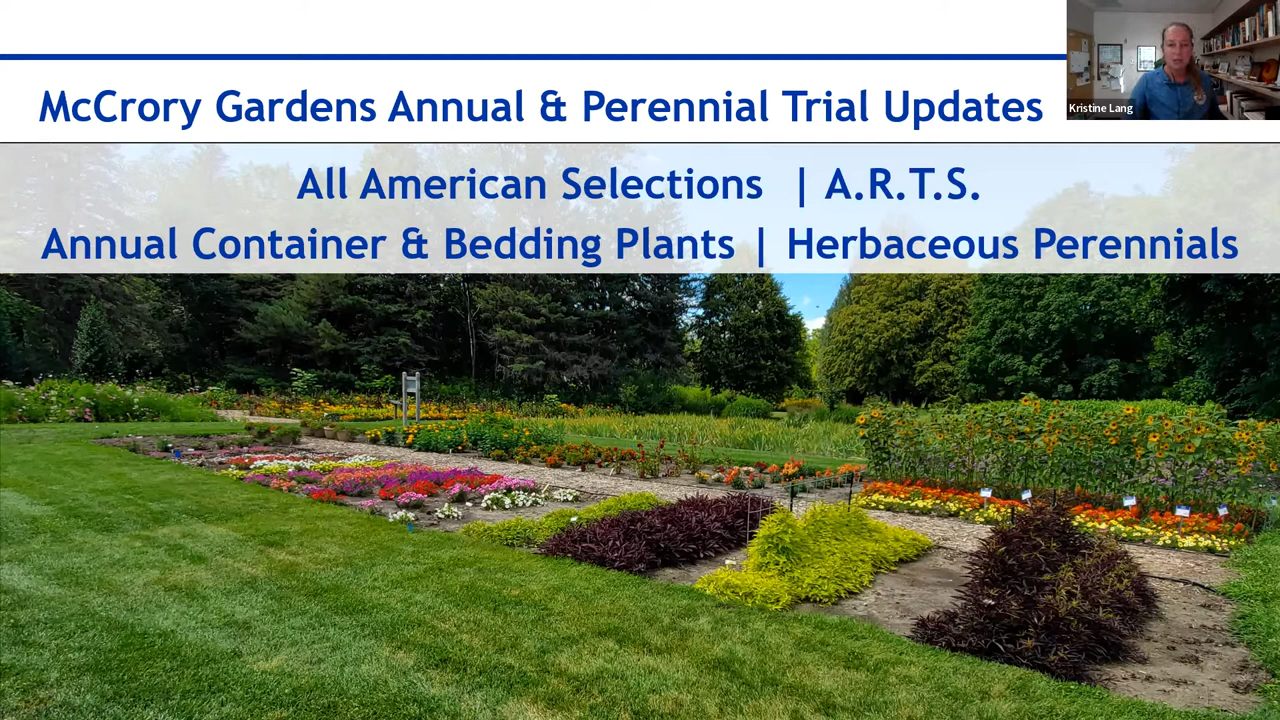 McCrory Gardens Annual & Perennial Trial Updates
Kristine Lang
All American Selections | A.R.T.S.
Annual Container & Bedding Plants | Herbaceous Perennials